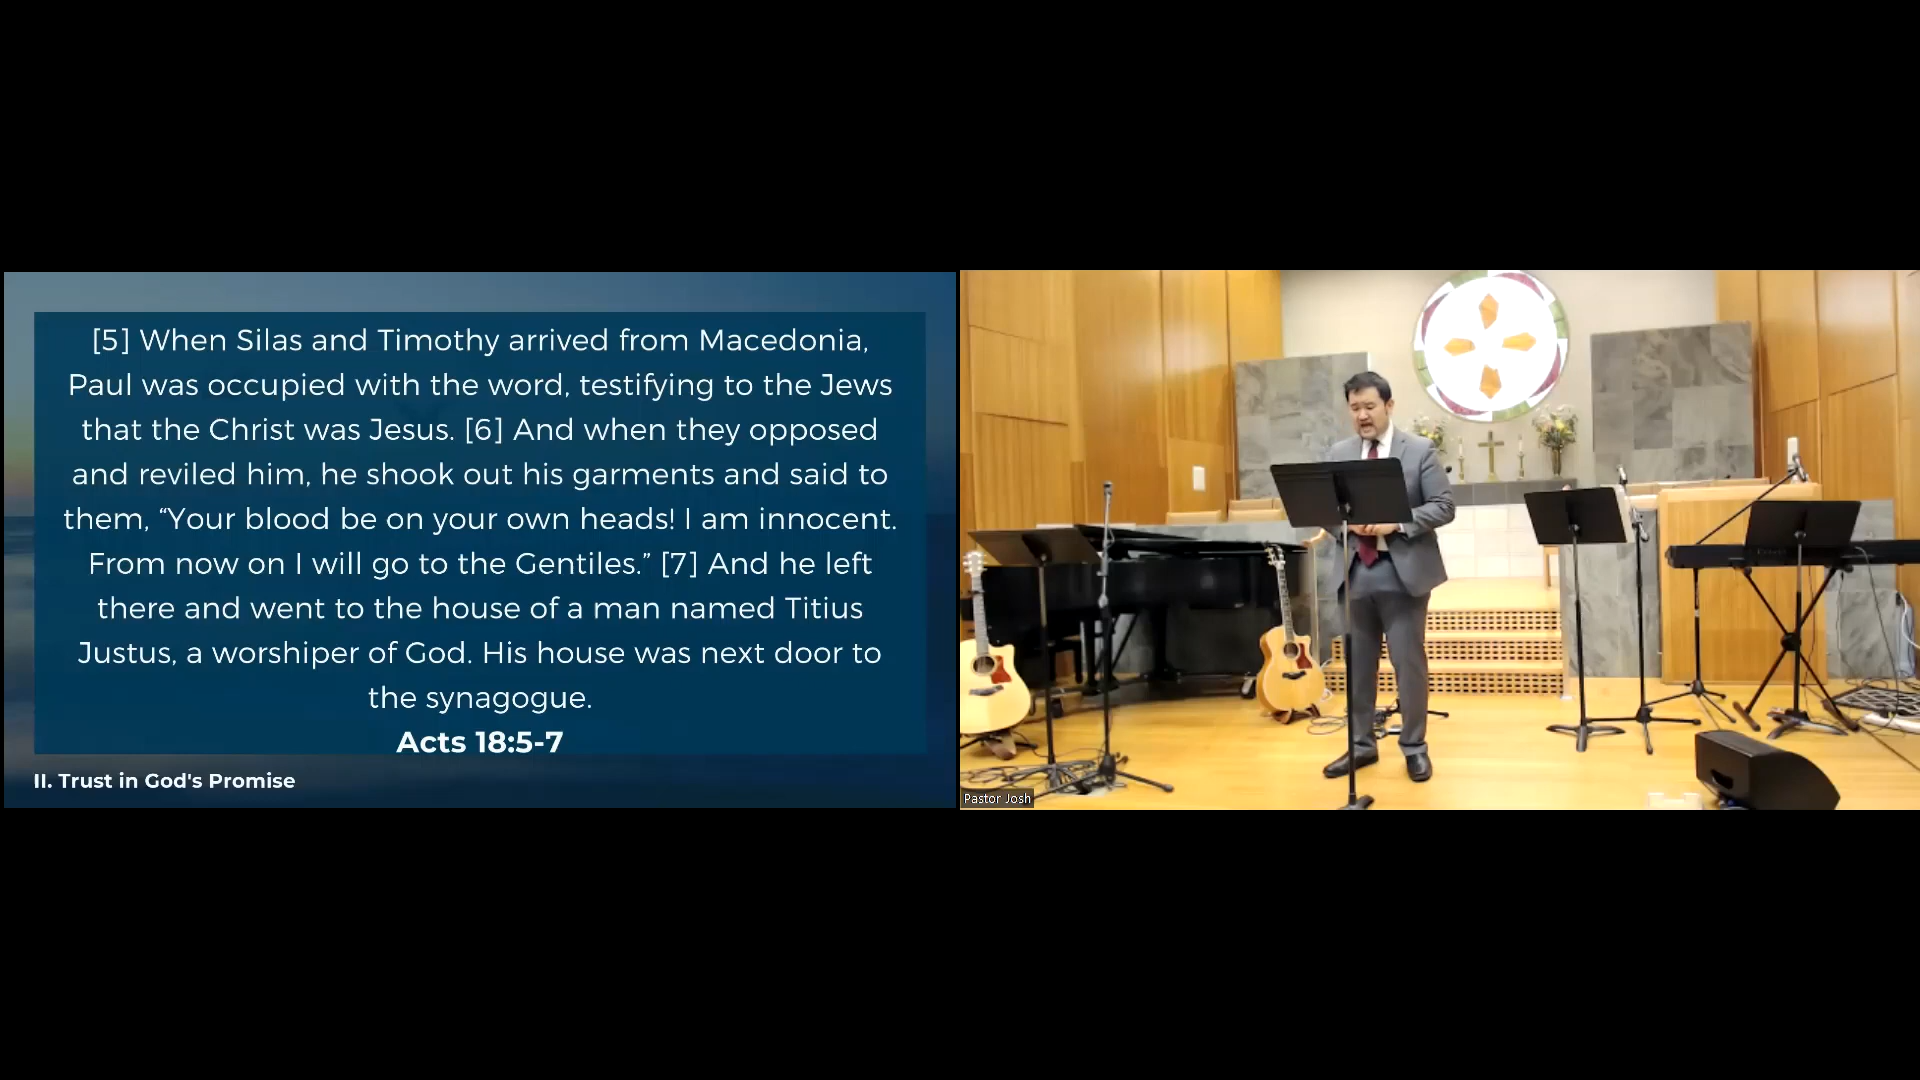 [5] When Silas and Timothy arrived from Macedonia,
Paul was occupied with the word, testifying to the Jews
that the Christ was Jesus. [6] And when they opposed
and reviled him, he shook out his garments and said to
them, “Your blood be on your own heads! I am innocent.
From now on I will go to the Gentiles.” [7] And he left
there and went to the house of a man named Titius
Justus, a worshiper of God. His house was next door to
the synagogue.
Acts 18:5-7
II. Trust in God's Promise
Pastor Josh